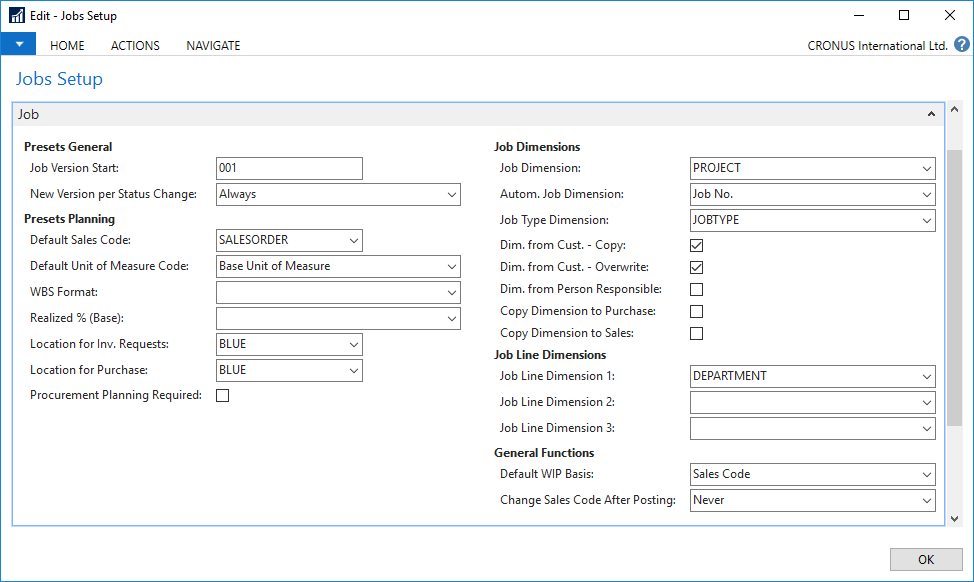 Edit - Jobs Setup
HOME ACTIONS NAVIGATE CRONUS International Ltd. ?
Jobs Setup
Job
Presets General
Job Version Start: 001
New Version per Status Change: Always
Presets Planning
Default Sales Code: SALESORDER
Default Unit of Measure Code: Base Unit of Measure
WBS Format:
Realized % (Base):
Location for Inv. Requests: BLUE
Location for Purchase: BLUE
Procurement Planning Required:
Job Dimensions
Job Dimension: PROJECT
Autom. Job Dimension: Job No.
Job Type Dimension: JOBTYPE
Dim. from Cust. - Copy:
Dim. from Cust. - Overwrite:
Dim. from Person Responsible:
Copy Dimension to Purchase:
Copy Dimension to Sales:
Job Line Dimensions
Job Line Dimension 1: DEPARTMENT
Job Line Dimension 2:
Job Line Dimension 3:
General Functions
Default WIP Basis: Sales Code
Change Sales Code After Posting: Never
OK